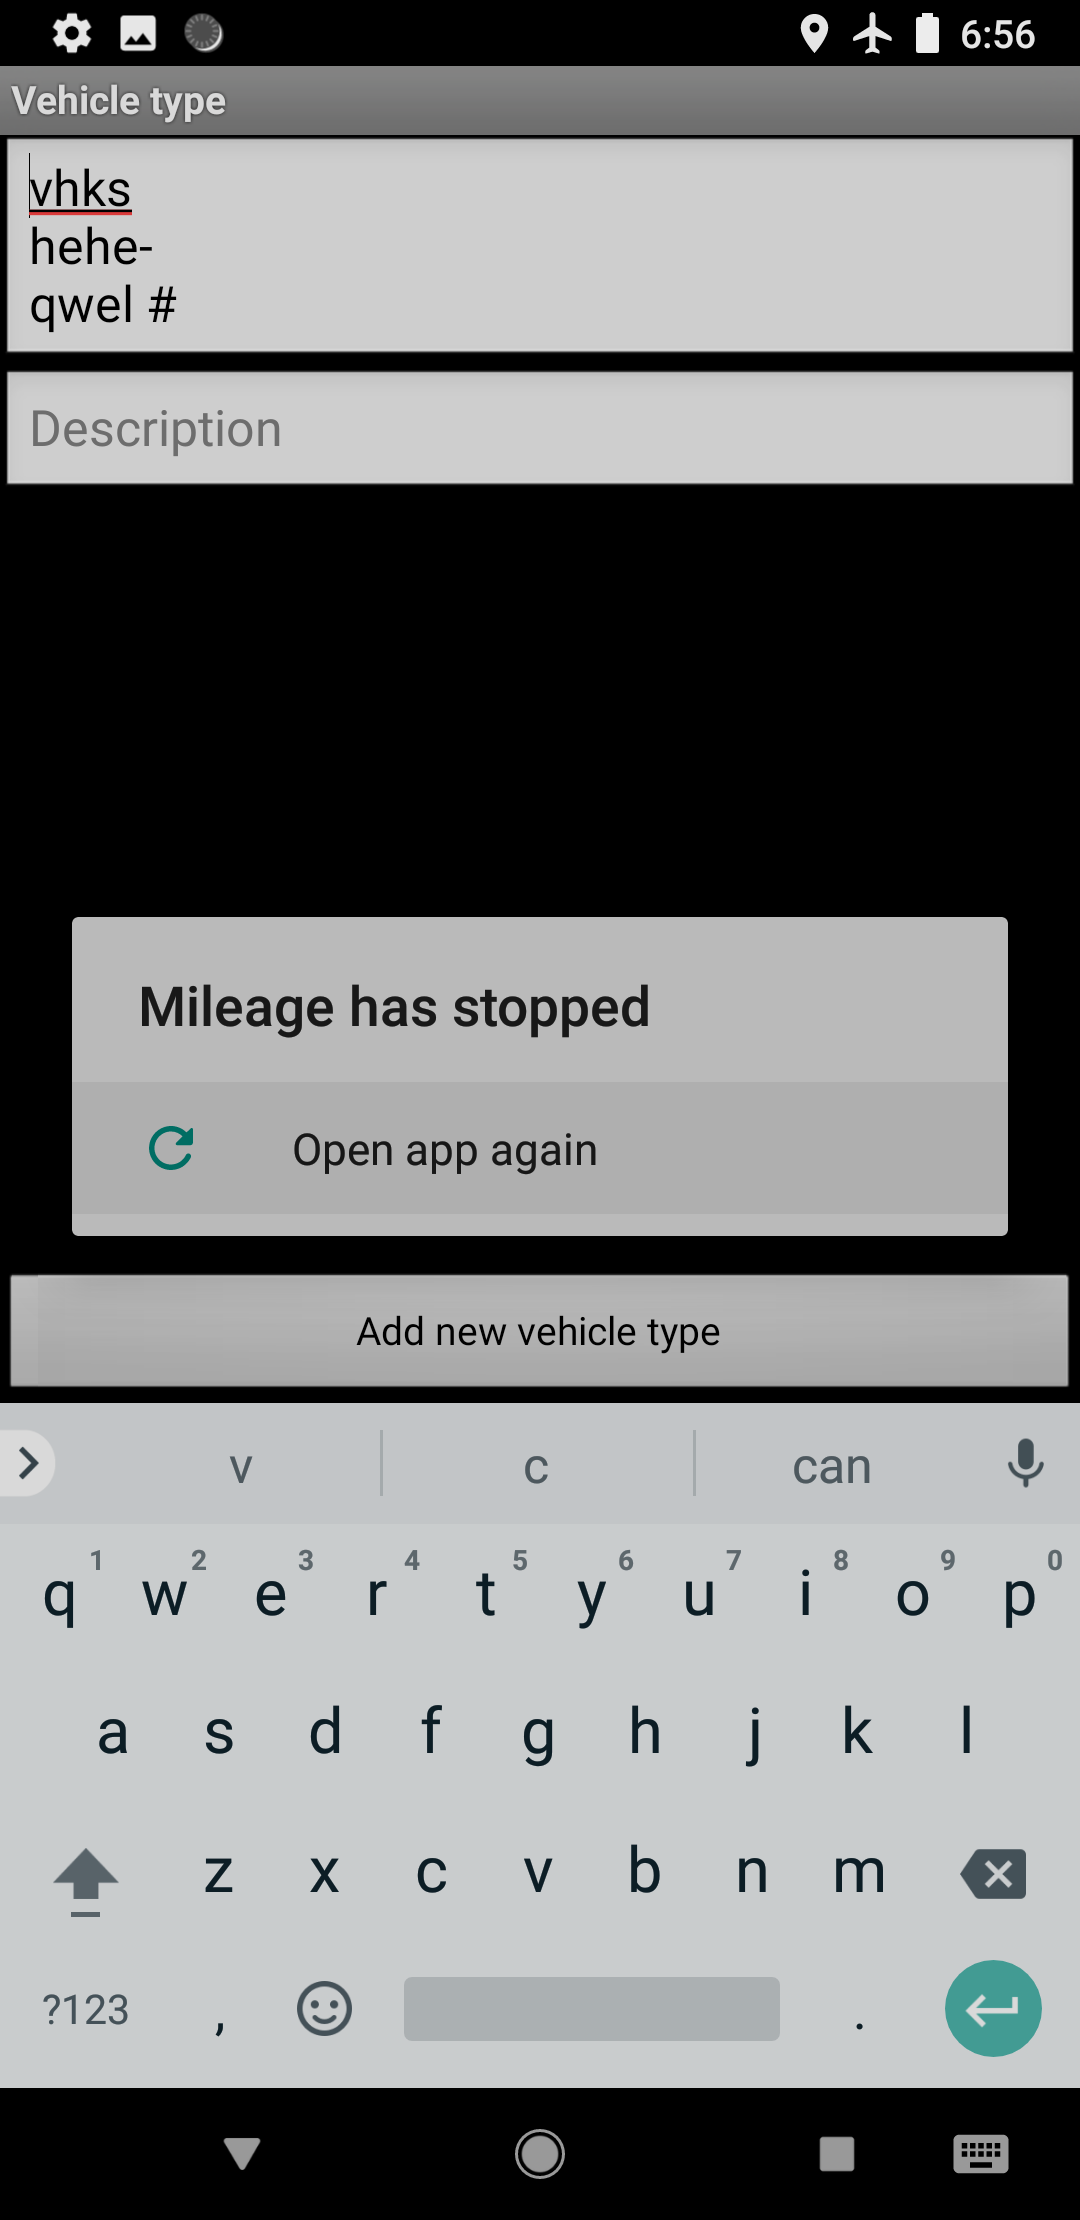 6:56
Vehicle type
vhks
hehe-
qwel #
Description
Mileage has stopped
Open app again
Add new vehicle type
v c can
1 2 3 4 5 6 7 8 9 0
q w e r t y u i o p
a s d f g h j k l
z x c v b n m
?123 , .